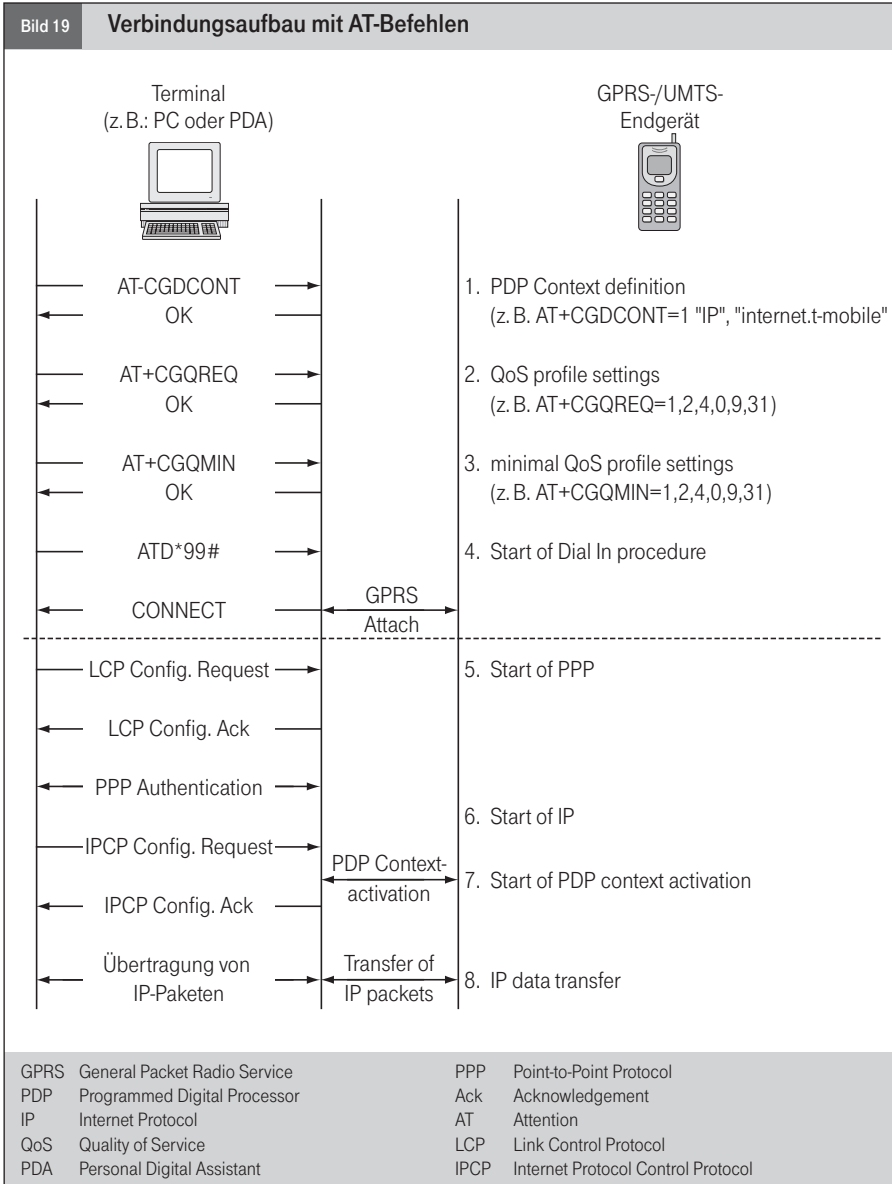 Bild 19 Verbindungsaufbau mit AT-Befehlen
Terminal
(z. B.: PC oder PDA)
GPRS-/UMTS-
Endgerät
AT-CGDCONT
OK
1. PDP Context definition
(z. B. AT+CGDCONT=1 "IP", "internet.t-mobile"
AT+CGQREQ
OK
2. QoS profile settings
(z. B. AT+CGQREQ=1,2,4,0,9,31)
AT+CGQMIN
OK
3. minimal QoS profile settings
(z. B. AT+CGQMIN=1,2,4,0,9,31)
ATD*99#
4. Start of Dial In procedure
CONNECT
GPRS
Attach
LCP Config. Request
5. Start of PPP
LCP Config. Ack
PPP Authentication
6. Start of IP
IPCP Config. Request
PDP Context-
activation
7. Start of PDP context activation
IPCP Config. Ack
Übertragung von
IP-Paketen
Transfer of
IP packets
8. IP data transfer
GPRS General Packet Radio Service
PDP Programmed Digital Processor
IP Internet Protocol
QoS Quality of Service
PDA Personal Digital Assistant
PPP Point-to-Point Protocol
Ack Acknowledgement
AT Attention
LCP Link Control Protocol
IPCP Internet Protocol Control Protocol